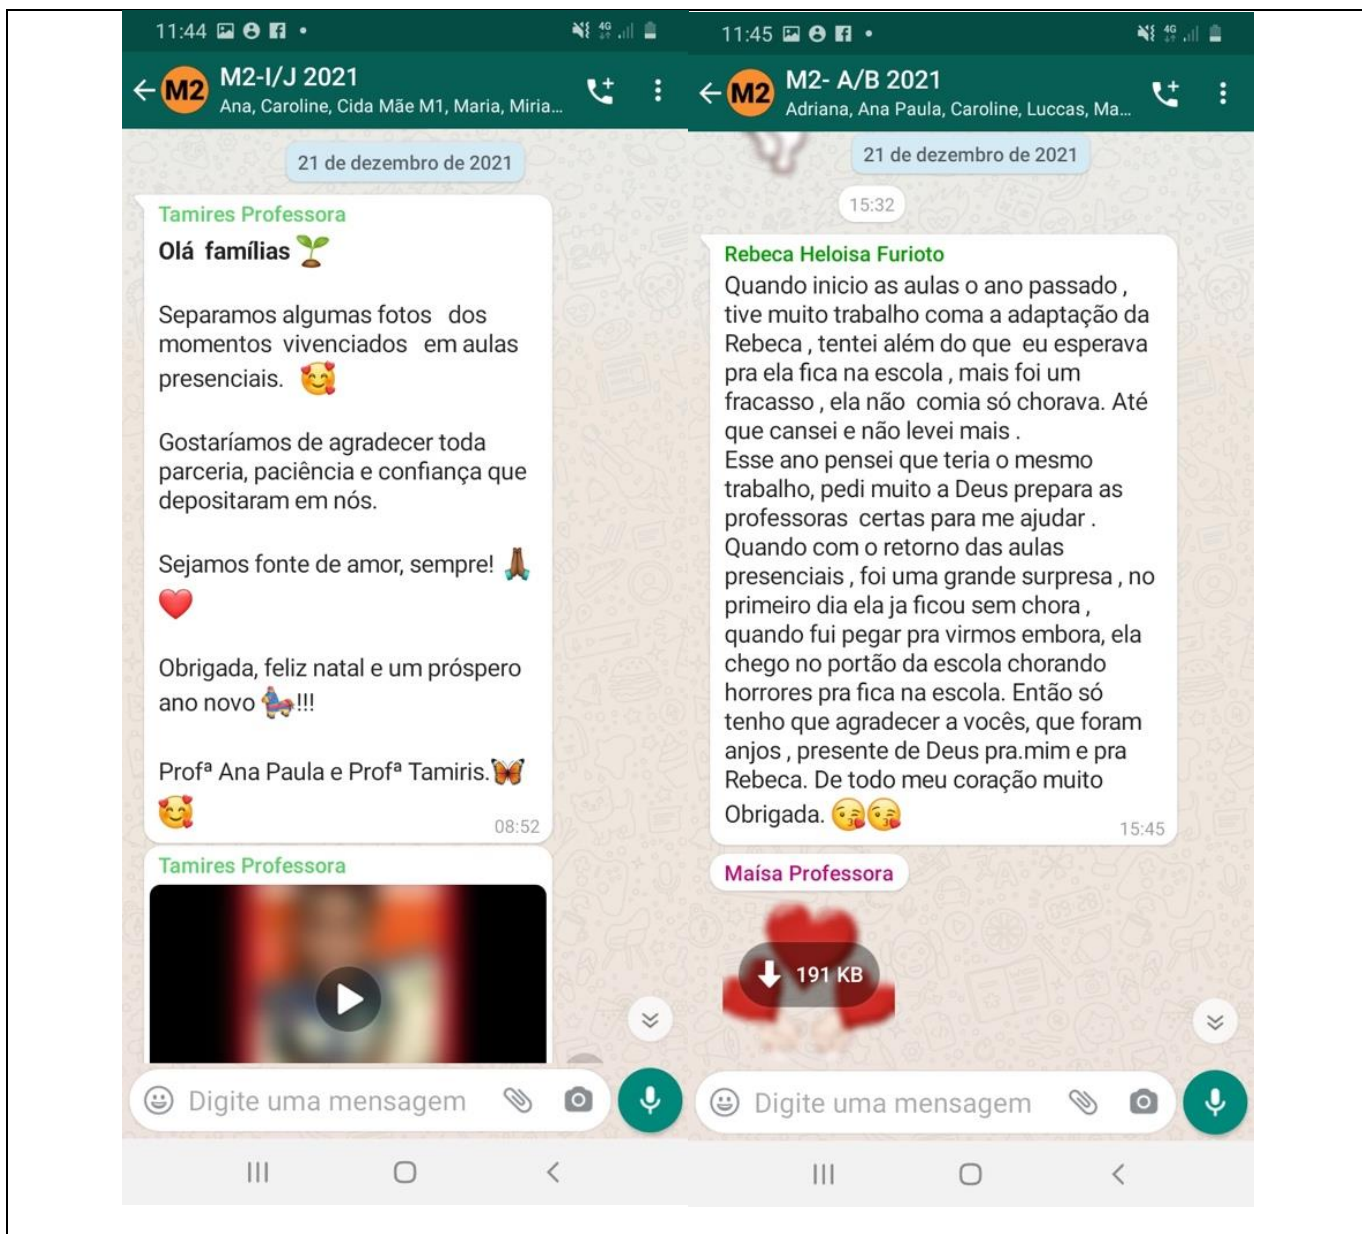 11:44
M2-I/J 2021
Ana, Caroline, Cida Mãe M1, Maria, Miria...
21 de dezembro de 2021
Tamires Professora
Olá famílias
Separamos algumas fotos dos
momentos vivenciados em aulas
presenciais.
Gostaríamos de agradecer toda
parceria, paciência e confiança que
depositaram em nós.
Sejamos fonte de amor, sempre!
Obrigada, feliz natal e um próspero
ano novo !!!
Profª Ana Paula e Profª Tamiris.
08:52
Tamires Professora
Digite uma mensagem
11:45
4G
M2- A/B 2021
Adriana, Ana Paula, Caroline, Luccas, Ma...
21 de dezembro de 2021
15:32
Rebeca Heloisa Furioto
Quando inicio as aulas o ano passado ,
tive muito trabalho coma a adaptação da
Rebeca , tentei além do que eu esperava
pra ela fica na escola , mais foi um
fracasso , ela não comia só chorava. Até
que cansei e não levei mais .
Esse ano pensei que teria o mesmo
trabalho, pedi muito a Deus prepara as
professoras certas para me ajudar .
Quando com o retorno das aulas
presenciais , foi uma grande surpresa , no
primeiro dia ela ja ficou sem chora ,
quando fui pegar pra virmos embora, ela
chego no portão da escola chorando
horrores pra fica na escola. Então só
tenho que agradecer a vocês, que foram
anjos , presente de Deus pra.mim e pra
Rebeca. De todo meu coração muito
Obrigada.
15:45
Maísa Professora
191 KB
Digite uma mensagem